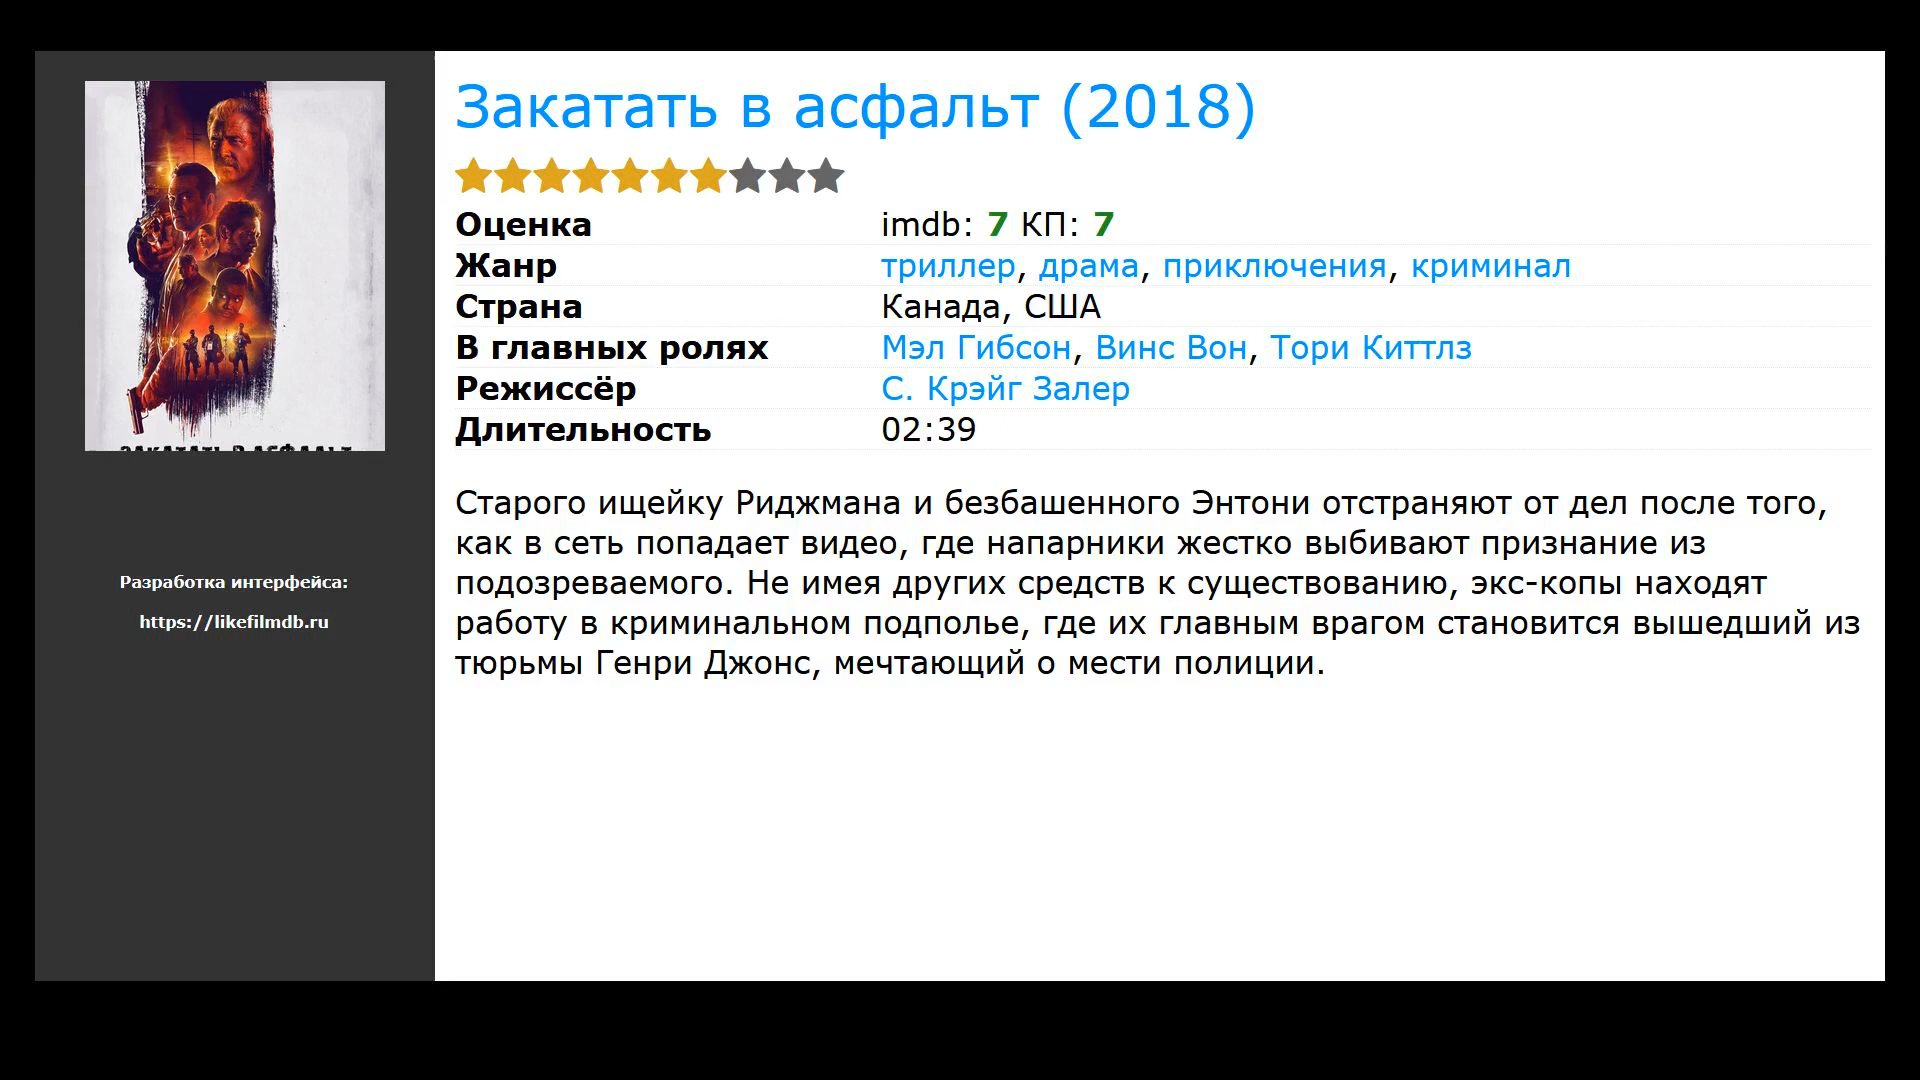 Закатать в асфальт (2018)
Оценка imdb: 7 КП: 7
Жанр триллер, драма, приключения, криминал
Страна Канада, США
В главных ролях Мэл Гибсон, Винс Вон, Тори Киттлз
Режиссёр С. Крэйг Залер
Длительность 02:39
Старого ищейку Риджмана и безбашенного Энтони отстраняют от дел после того,
как в сеть попадает видео, где напарники жестко выбивают признание из
подозреваемого. Не имея других средств к существованию, экс-копы находят
работу в криминальном подполье, где их главным врагом становится вышедший из
тюрьмы Генри Джонс, мечтающий о мести полиции.
ЗАКАТАТЬ В АСФАЛЬТ
Разработка интерфейса:
https://likefilmdb.ru